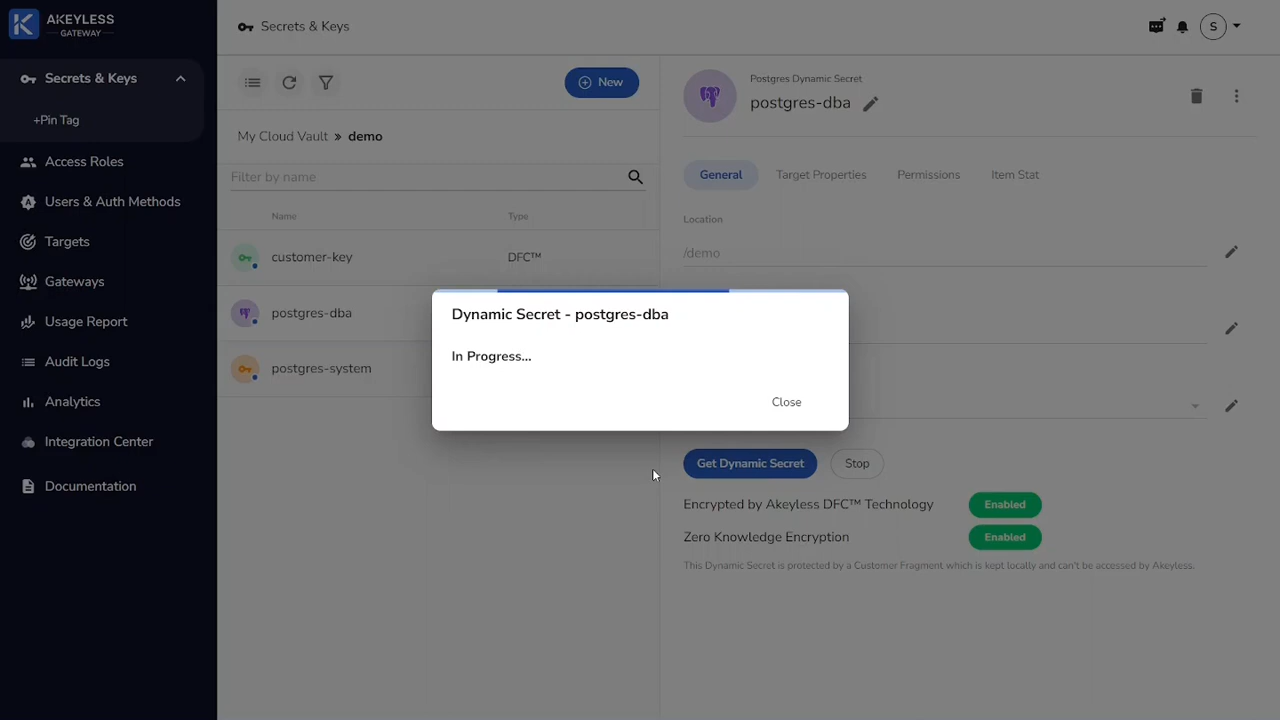 AKEYLESS
GATEWAY
Secrets & Keys
+Pin Tag
Access Roles
Users & Auth Methods
Targets
Gateways
Usage Report
Audit Logs
Analytics
Integration Center
Documentation
Secrets & Keys
S
New
My Cloud Vault » demo
Filter by name
Name Type
customer-key DFC™
postgres-dba
postgres-system
Postgres Dynamic Secret
postgres-dba
General Target Properties Permissions Item Stat
Location
/demo
Dynamic Secret - postgres-dba
In Progress...
Close
Get Dynamic Secret Stop
Encrypted by Akeyless DFC™ Technology Enabled
Zero Knowledge Encryption Enabled
This Dynamic Secret is protected by a Customer Fragment which is kept locally and can't be accessed by Akeyless.